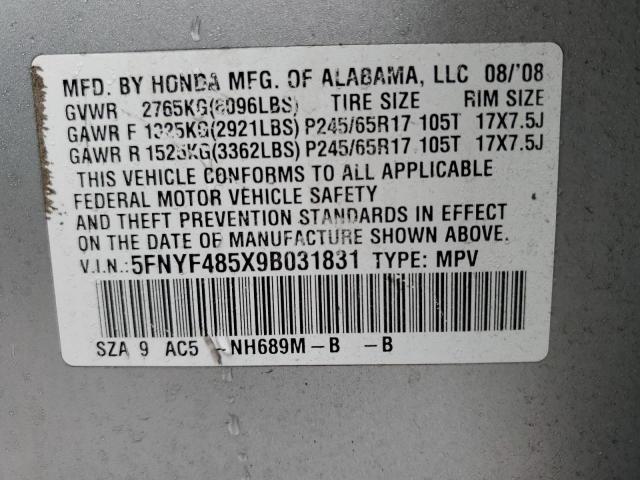 MFD. BY HONDA MFG. OF ALABAMA, LLC 08/'08
GVWR 2765KG(6096LBS) TIRE SIZE RIM SIZE
GAWR F 1325KG(2921LBS) P245/65R17 105T 17X7.5J
GAWR R 1525KG(3362LBS) P245/65R17 105T 17X7.5J
THIS VEHICLE CONFORMS TO ALL APPLICABLE
FEDERAL MOTOR VEHICLE SAFETY
AND THEFT PREVENTION STANDARDS IN EFFECT
ON THE DATE OF MANUFACTURE SHOWN ABOVE.
V.I.N.:5FNYF485X9B031831 TYPE: MPV
SZA 9 AC5 -NH689M-B -B